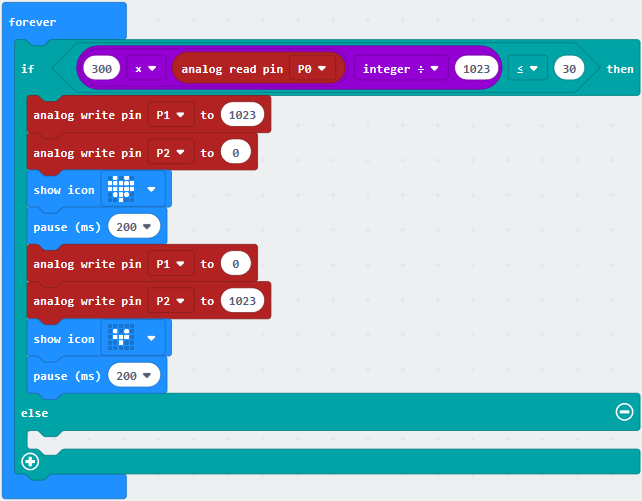 forever
if 300 × analog read pin P0 integer ÷ 1023 ≤ 30 then
analog write pin P1 to 1023
analog write pin P2 to 0
show icon
pause (ms) 200
analog write pin P1 to 0
analog write pin P2 to 1023
show icon
pause (ms) 200
else